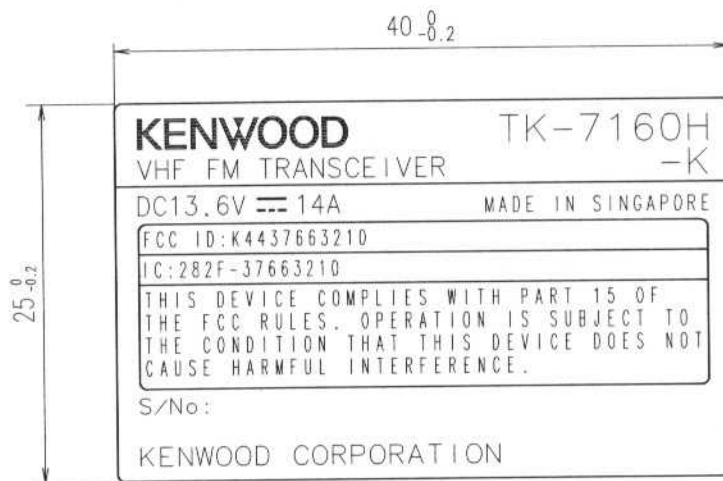 40 0 -0.2
25 0 -0.2
KENWOOD TK-7160H
VHF FM TRANSCEIVER -K
DC13.6V ⎓ 14A MADE IN SINGAPORE
FCC ID:K4437663210
IC:282F-37663210
THIS DEVICE COMPLIES WITH PART 15 OF
THE FCC RULES. OPERATION IS SUBJECT TO
THE CONDITION THAT THIS DEVICE DOES NOT
CAUSE HARMFUL INTERFERENCE.
S/No:
KENWOOD CORPORATION